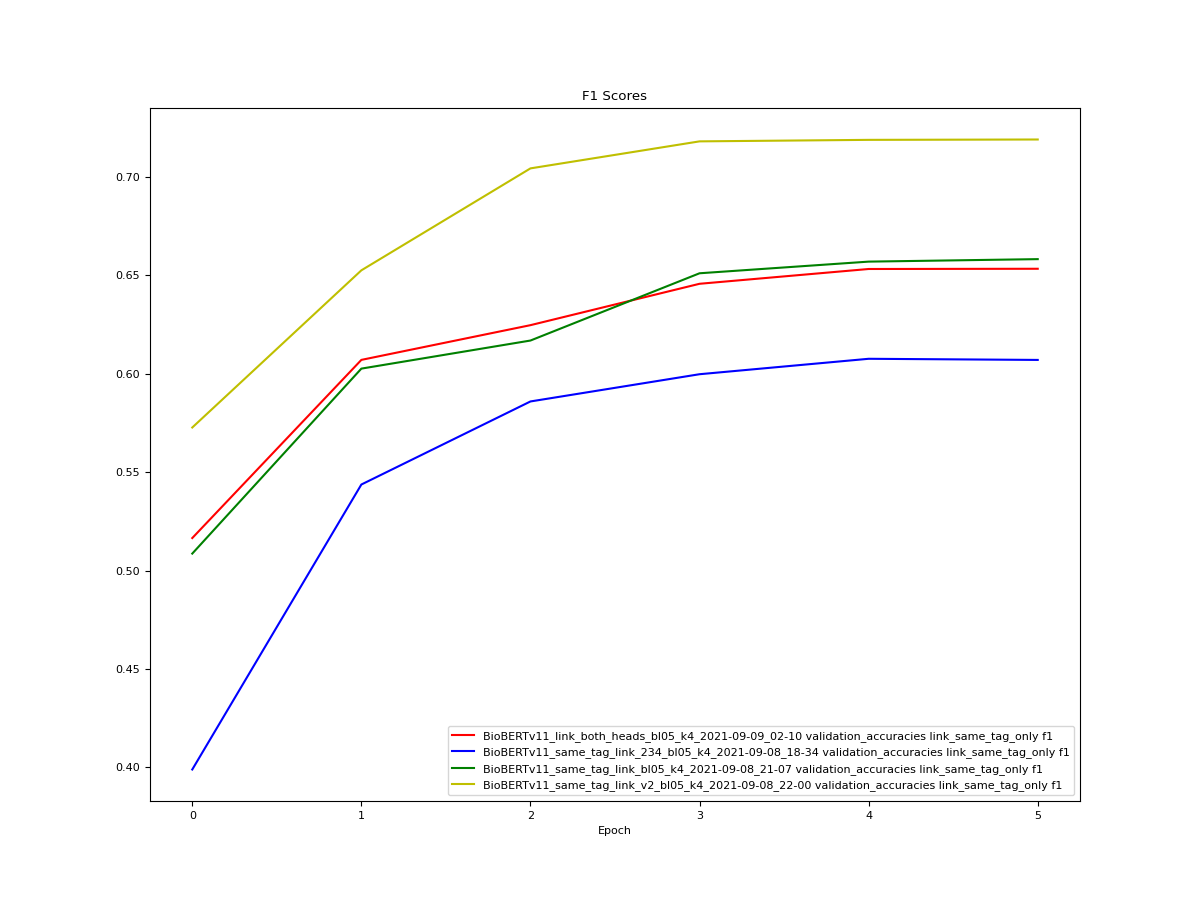 F1 Scores
0.70
0.65
0.60
0.55
0.50
0.45
0.40
BioBERTv11_link_both_heads_bl05_k4_2021-09-09_02-10 validation_accuracies link_same_tag_only f1
BioBERTv11_same_tag_link_234_bl05_k4_2021-09-08_18-34 validation_accuracies link_same_tag_only f1
BioBERTv11_same_tag_link_bl05_k4_2021-09-08_21-07 validation_accuracies link_same_tag_only f1
BioBERTv11_same_tag_link_v2_bl05_k4_2021-09-08_22-00 validation_accuracies link_same_tag_only f1
0 1 2 3 4 5
Epoch